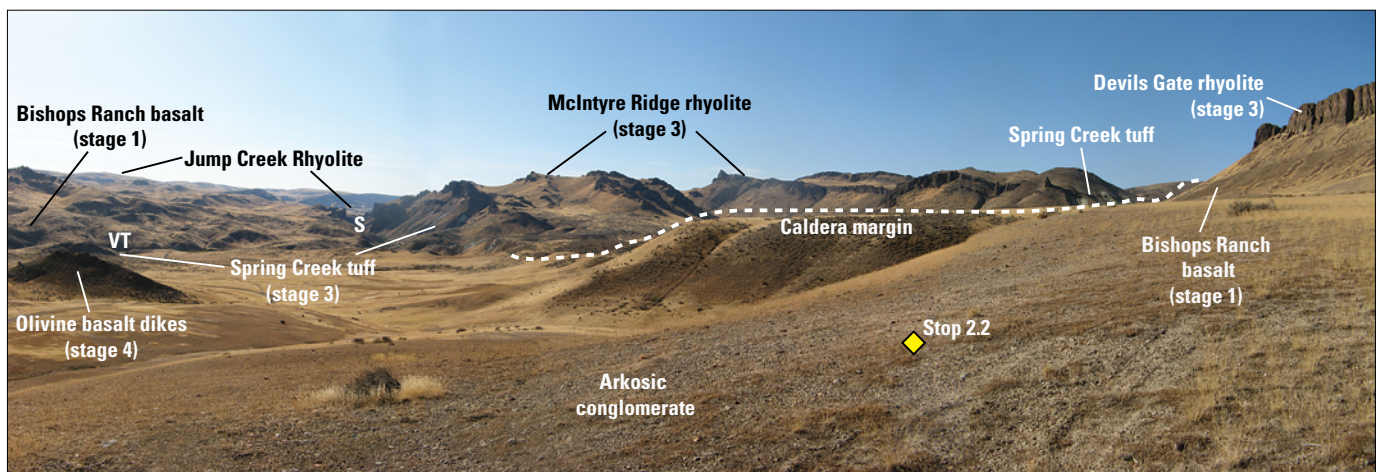 Bishops Ranch basalt
(stage 1)
Jump Creek Rhyolite
McIntyre Ridge rhyolite
(stage 3)
Devils Gate rhyolite
(stage 3)
Spring Creek tuff
S
VT
Spring Creek tuff
(stage 3)
Caldera margin
Bishops Ranch
basalt
(stage 1)
Olivine basalt dikes
(stage 4)
Stop 2.2
Arkosic
conglomerate